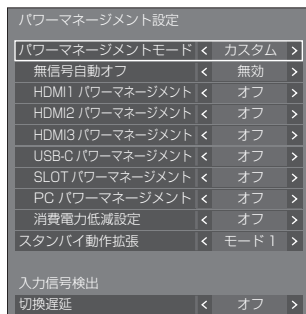 パワーマネージメント設定
パワーマネージメントモード < カスタム >
無信号自動オフ < 無効 >
HDMI1 パワーマネージメント < オフ >
HDMI2 パワーマネージメント < オフ >
HDMI3 パワーマネージメント < オフ >
USB-C パワーマネージメント < オフ >
SLOT パワーマネージメント < オフ >
PC パワーマネージメント < オフ >
消費電力低減設定 < オフ >
スタンバイ動作拡張 < モード 1 >
入力信号検出
切換遅延 < オフ >